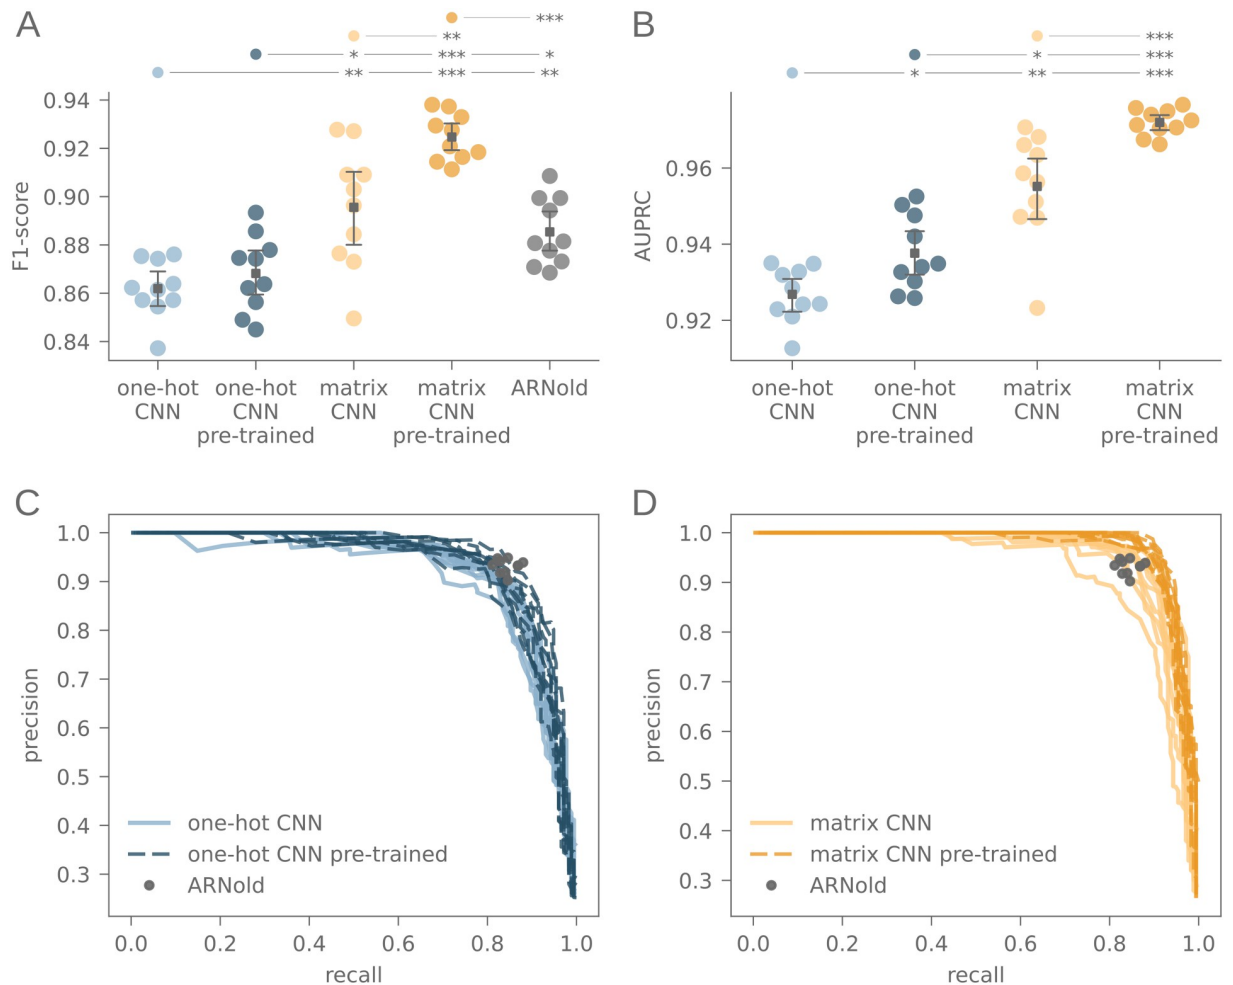 A
B
***
** ***
* *** * * ***
** *** ** * ** ***
0.94
0.92
0.90
0.88
0.86
0.84
F1-score
one-hot CNN
one-hot CNN pre-trained
matrix CNN
matrix CNN pre-trained
ARNold
0.96
0.94
0.92
AUPRC
one-hot CNN
one-hot CNN pre-trained
matrix CNN
matrix CNN pre-trained
C
1.0
0.9
0.8
0.7
0.6
0.5
0.4
0.3
precision
one-hot CNN
one-hot CNN pre-trained
ARNold
0.0 0.2 0.4 0.6 0.8 1.0
recall
D
1.0
0.9
0.8
0.7
0.6
0.5
0.4
0.3
precision
matrix CNN
matrix CNN pre-trained
ARNold
0.0 0.2 0.4 0.6 0.8 1.0
recall